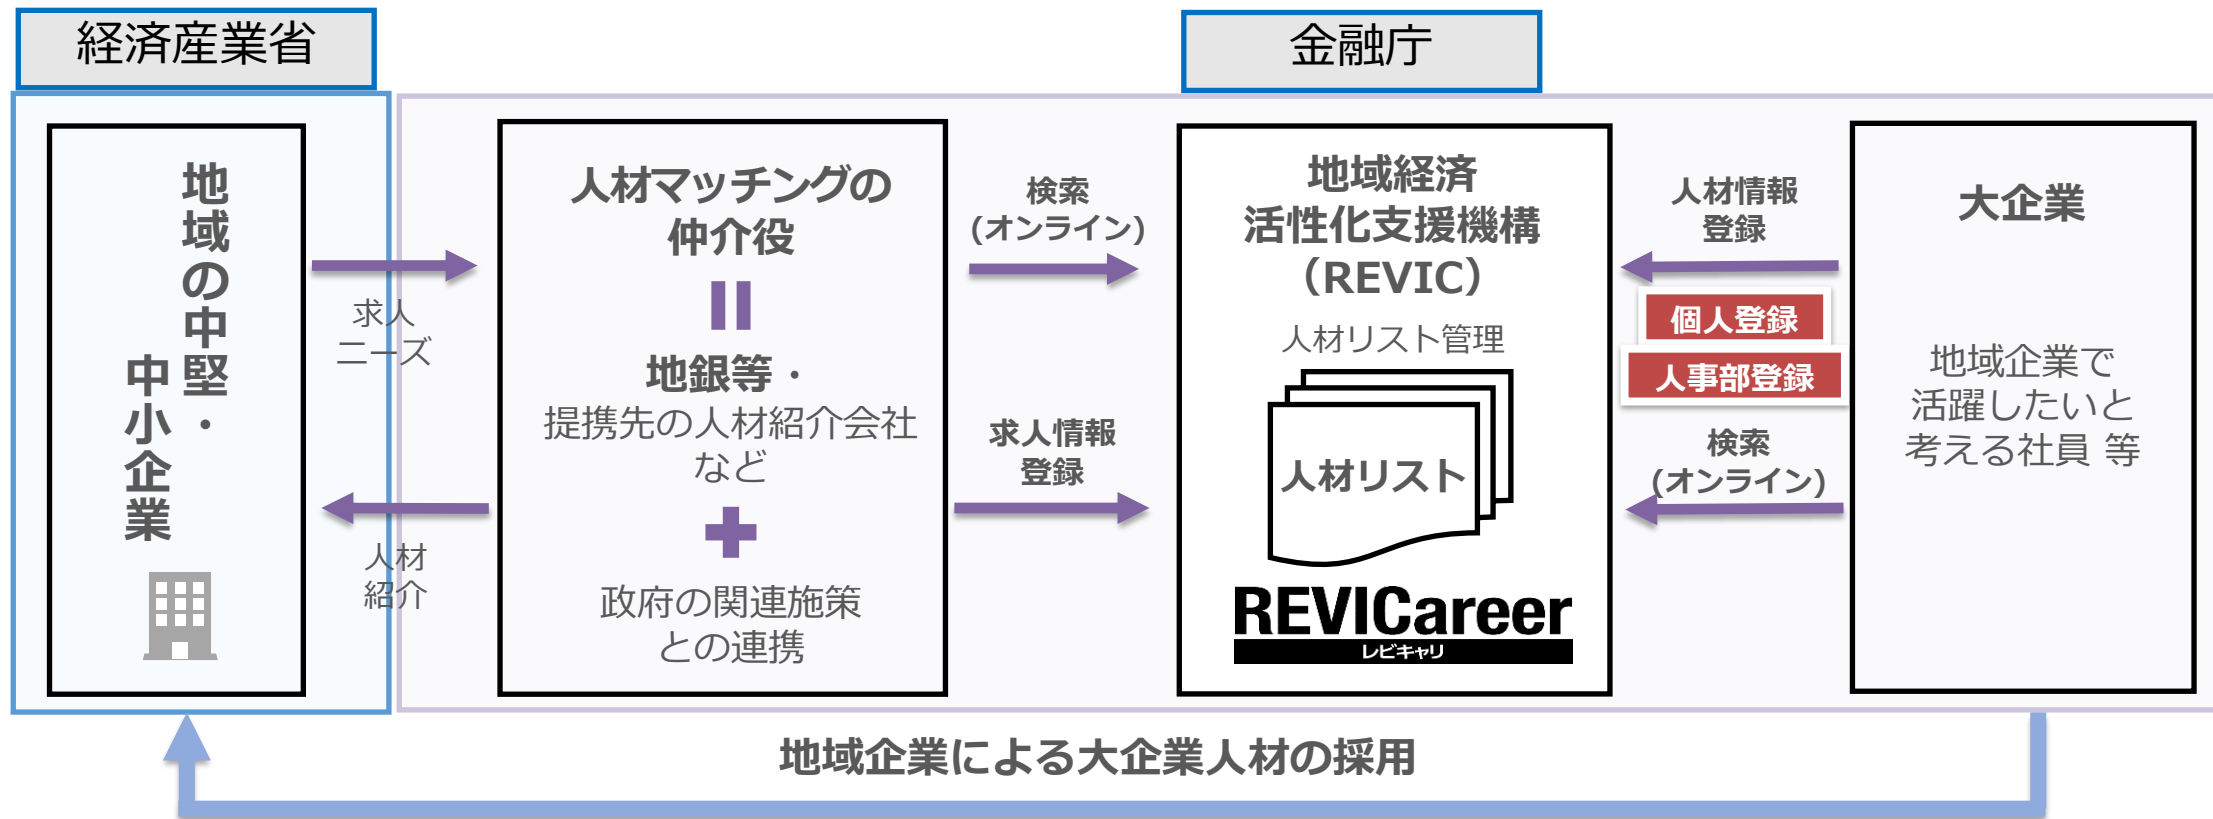 経済産業省
金融庁
地域の中堅・
中小企業
求人
ニーズ
人材
紹介
人材マッチングの
仲介役
地銀等・
提携先の人材紹介会社
など
政府の関連施策
との連携
検索
(オンライン)
求人情報
登録
地域経済
活性化支援機構
（REVIC）
人材リスト管理
人材リスト
REVICareer
レビキャリ
人材情報
登録
個人登録
人事部登録
検索
(オンライン)
大企業
地域企業で
活躍したいと
考える社員 等
地域企業による大企業人材の採用